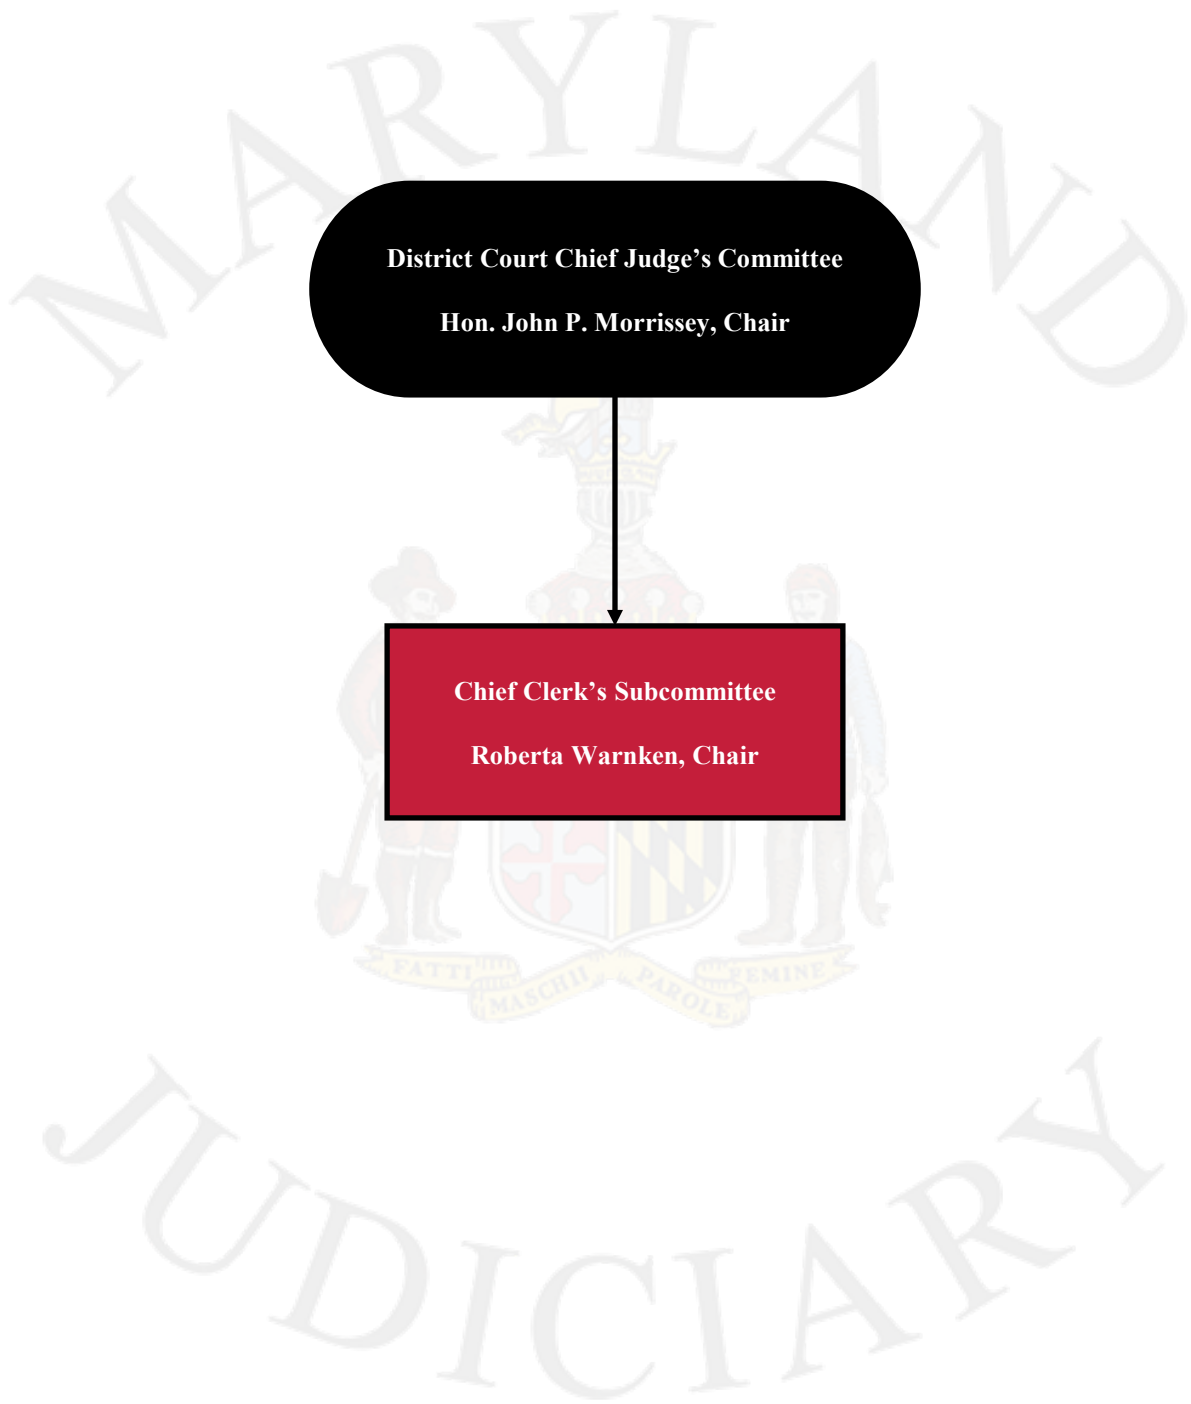 MARYLAND
District Court Chief Judge’s Committee
Hon. John P. Morrissey, Chair
Chief Clerk’s Subcommittee
Roberta Warnken, Chair
FATTI MASCHII PAROLE FEMINE
JUDICIARY